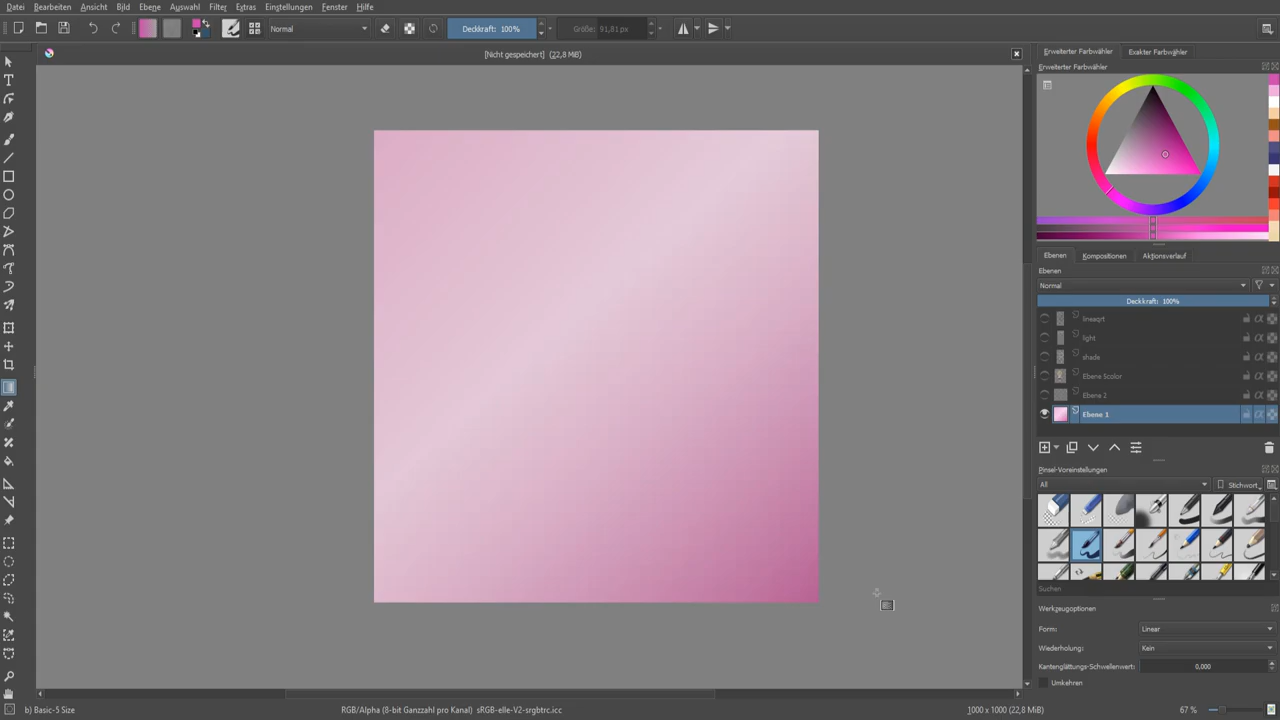 Datei Bearbeiten Ansicht Bild Ebene Auswahl Filter Extras Einstellungen Fenster Hilfe
Normal Deckkraft: 100% Größe: 91,81 px
[Nicht gespeichert] (22,8 MiB)
Erweiterter Farbwähler Exakter Farbwähler
Erweiterter Farbwähler
Ebenen Kompositionen Aktionsverlauf
Ebenen
Normal
Deckkraft: 100%
lineaqrt
light
shade
Ebene 5color
Ebene 2
Ebene 1
Pinsel-Voreinstellungen
All Stichwort
Suchen
Werkzeugoptionen
Form: Linear
Wiederholung: Kein
Kantenglättungs-Schwellenwert: 0,000
Umkehren
b) Basic-5 Size RGB/Alpha (8-bit Ganzzahl pro Kanal) sRGB-elle-V2-srgbtrc.icc 1000 x 1000 (22,8 MiB) 67 %